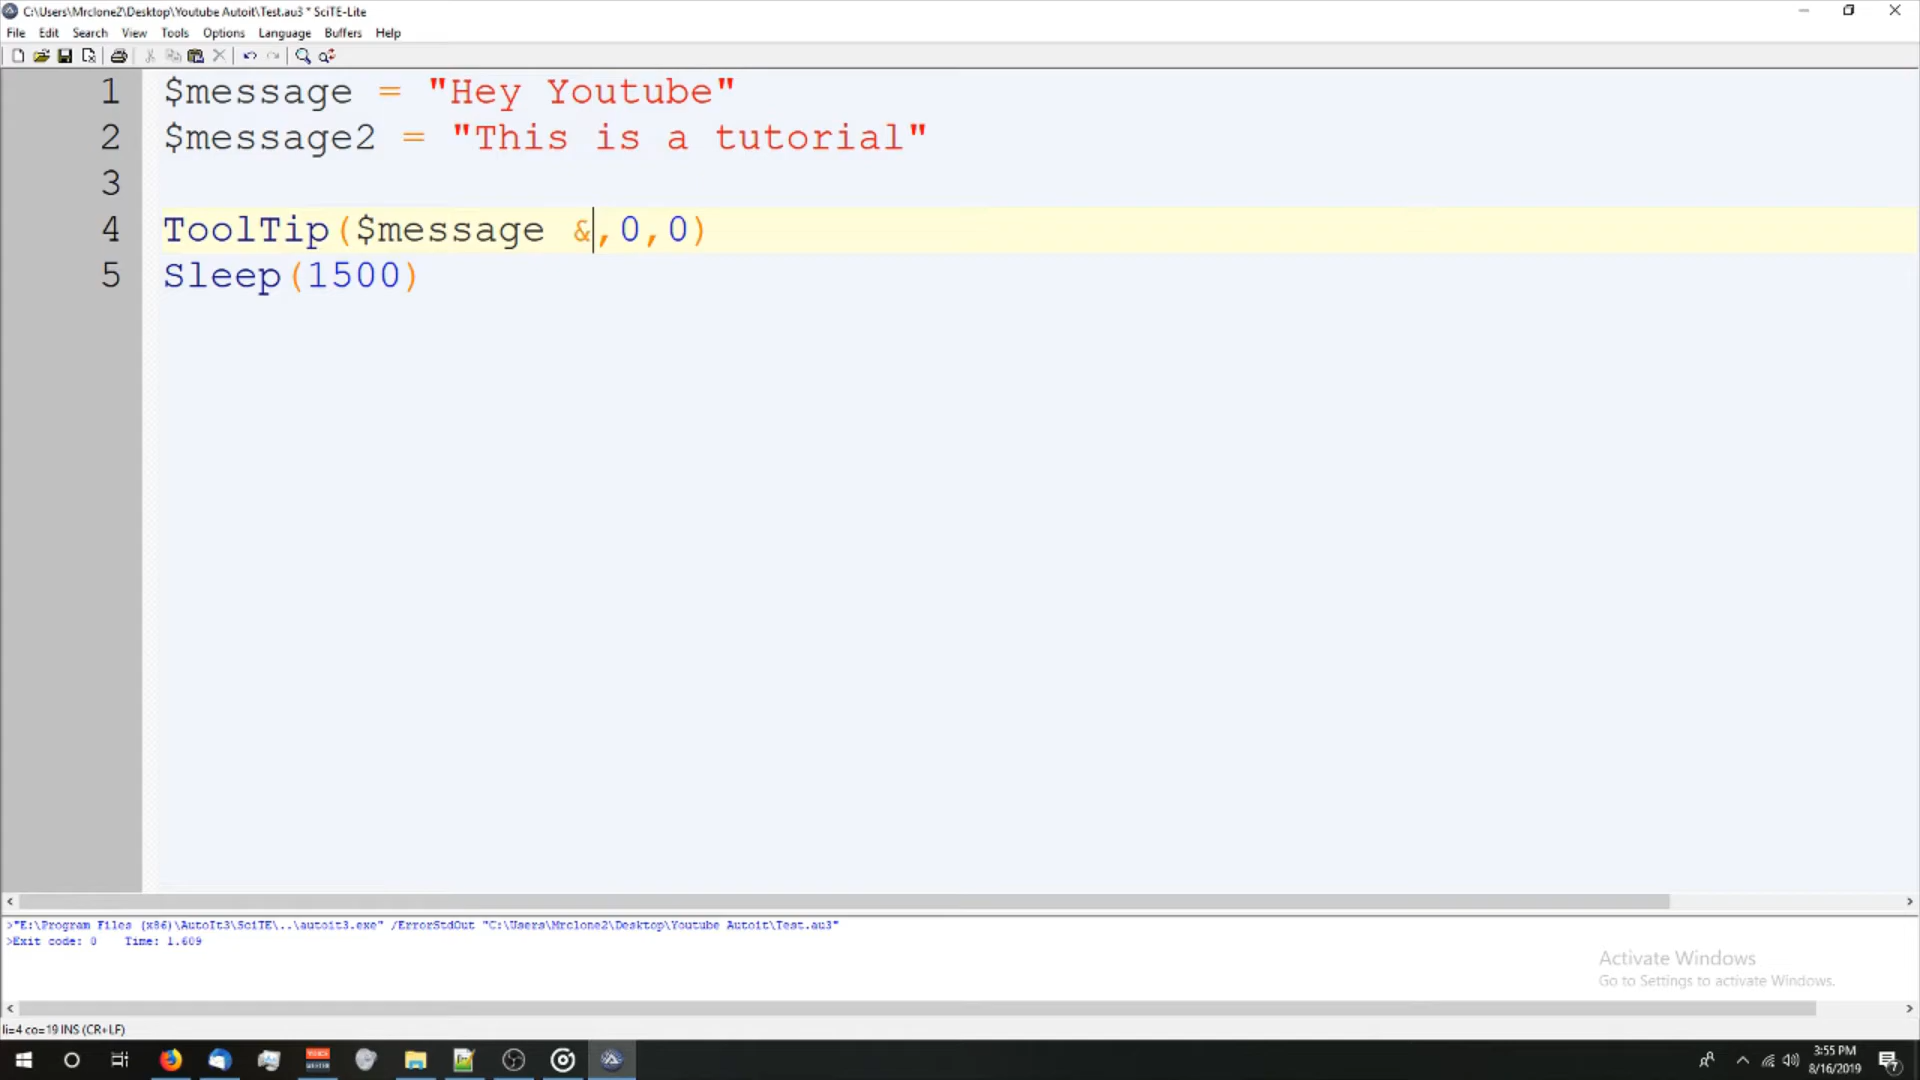 C:\Users\Mrclone2\Desktop\Youtube Autoit\Test.au3 * SciTE-Lite
File Edit Search View Tools Options Language Buffers Help
1 $message = "Hey Youtube"
2 $message2 = "This is a tutorial"
3
4 ToolTip($message &,0,0)
5 Sleep(1500)
>"E:\Program Files (x86)\AutoIt3\SciTE\..\autoit3.exe" /ErrorStdOut "C:\Users\Mrclone2\Desktop\Youtube Autoit\Test.au3"
>Exit code: 0    Time: 1.609
Activate Windows
Go to Settings to activate Windows.
li=4 co=19 INS (CR+LF)
3:55 PM
8/16/2019
7